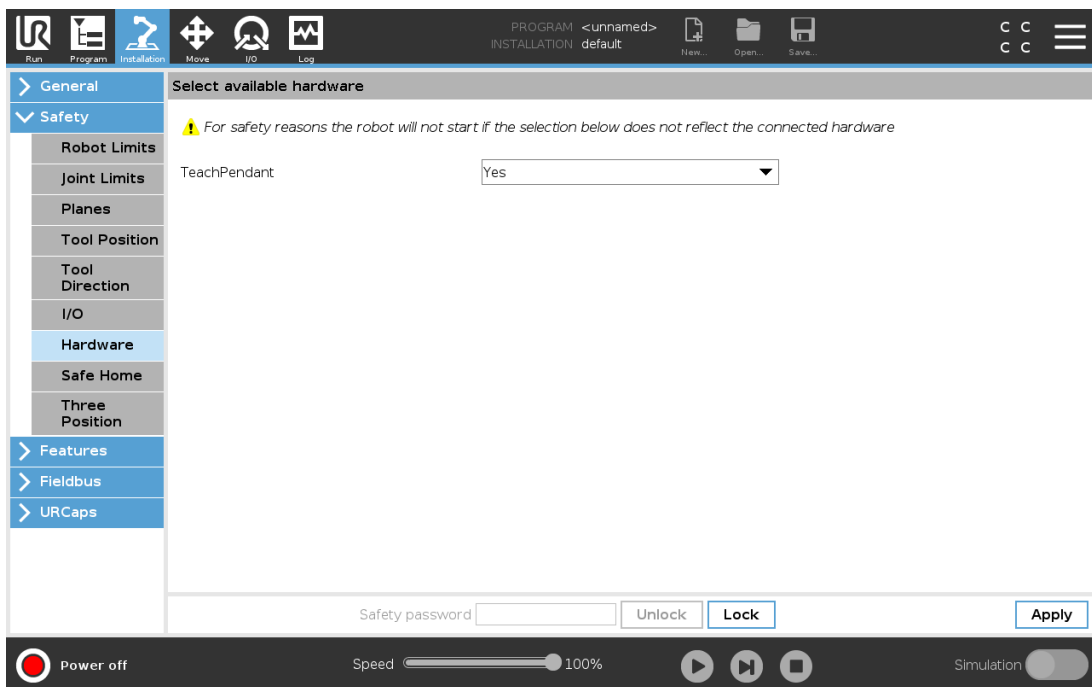 UR
PROGRAM <unnamed>
INSTALLATION default
C C
C C
Run Program Installation Move I/O Log New... Open... Save...
General
Safety
Robot Limits
Joint Limits
Planes
Tool Position
Tool
Direction
I/O
Hardware
Safe Home
Three
Position
Features
Fieldbus
URCaps
Select available hardware
For safety reasons the robot will not start if the selection below does not reflect the connected hardware
TeachPendant Yes
Safety password Unlock Lock Apply
Power off Speed 100% Simulation